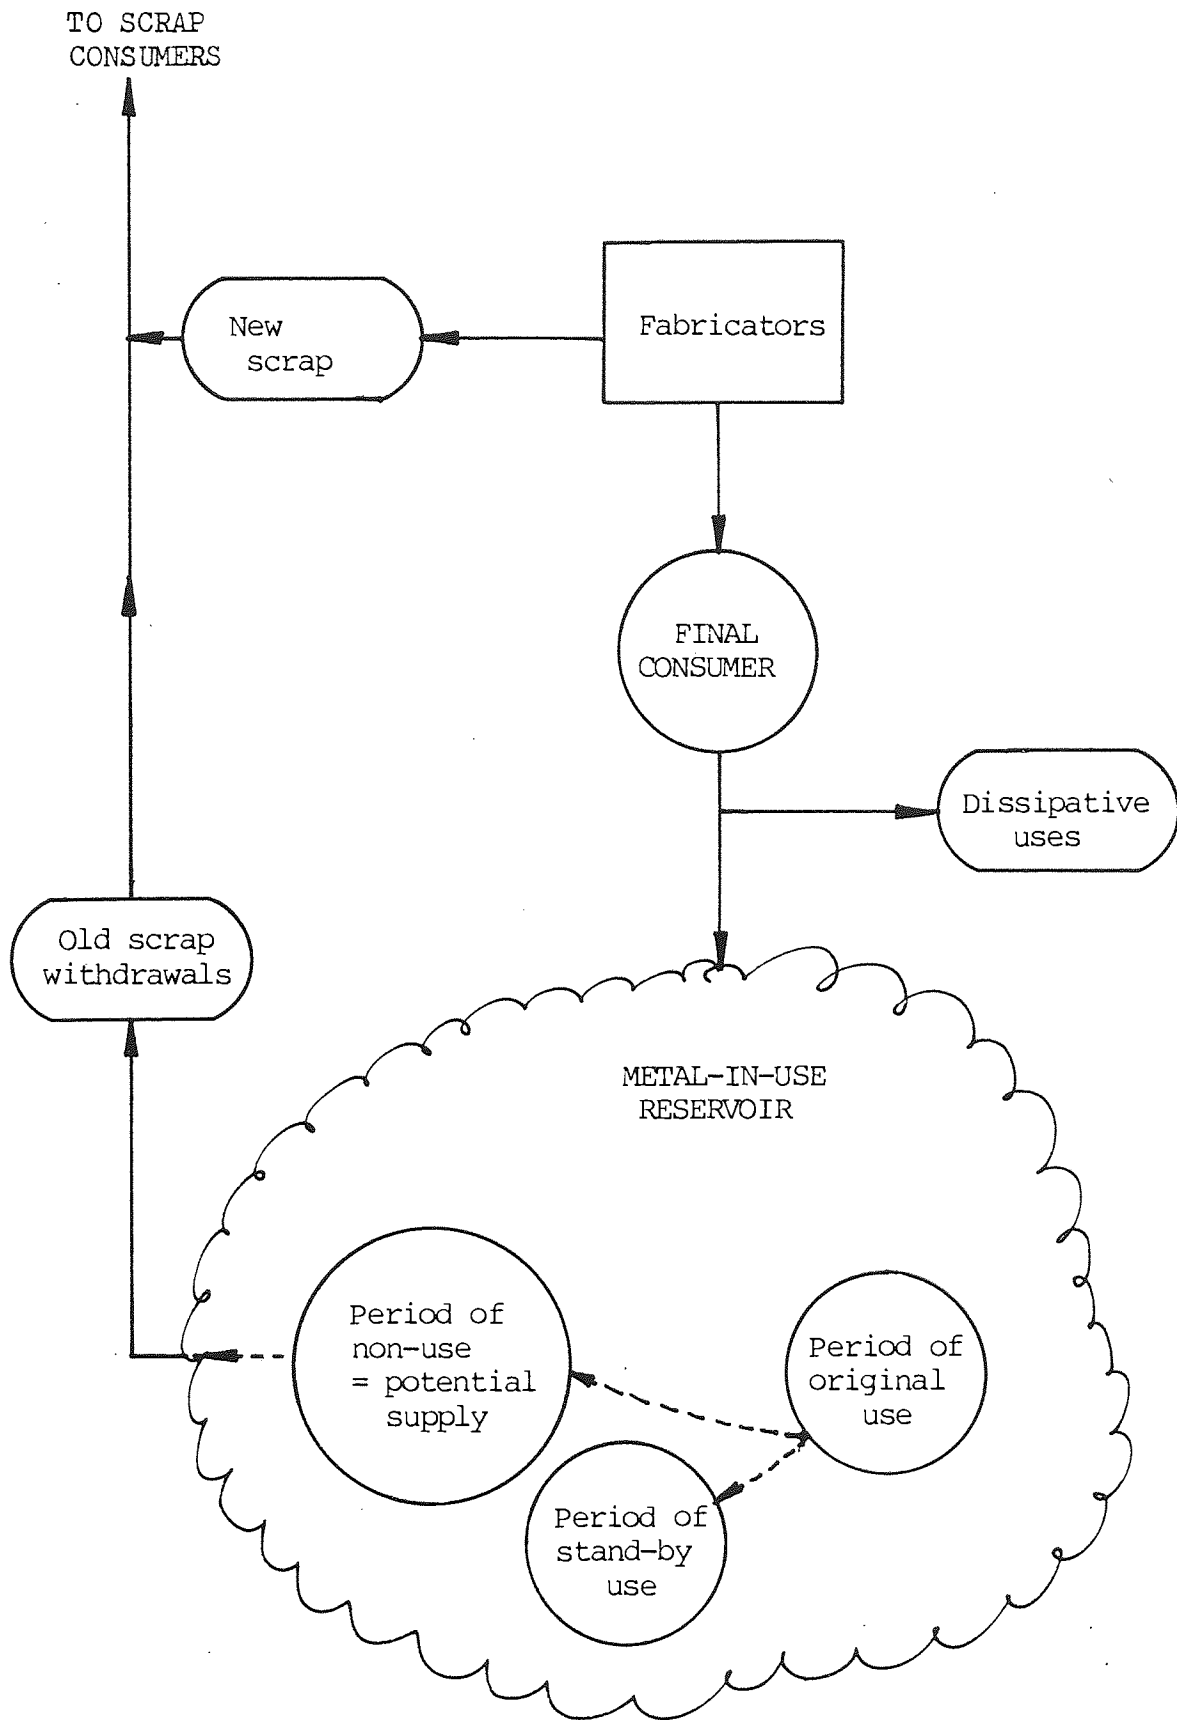 TO SCRAP
CONSUMERS
New
scrap
Fabricators
FINAL
CONSUMER
Dissipative
uses
Old scrap
withdrawals
METAL-IN-USE
RESERVOIR
Period of
non-use
= potential
supply
Period of
original
use
Period of
stand-by
use